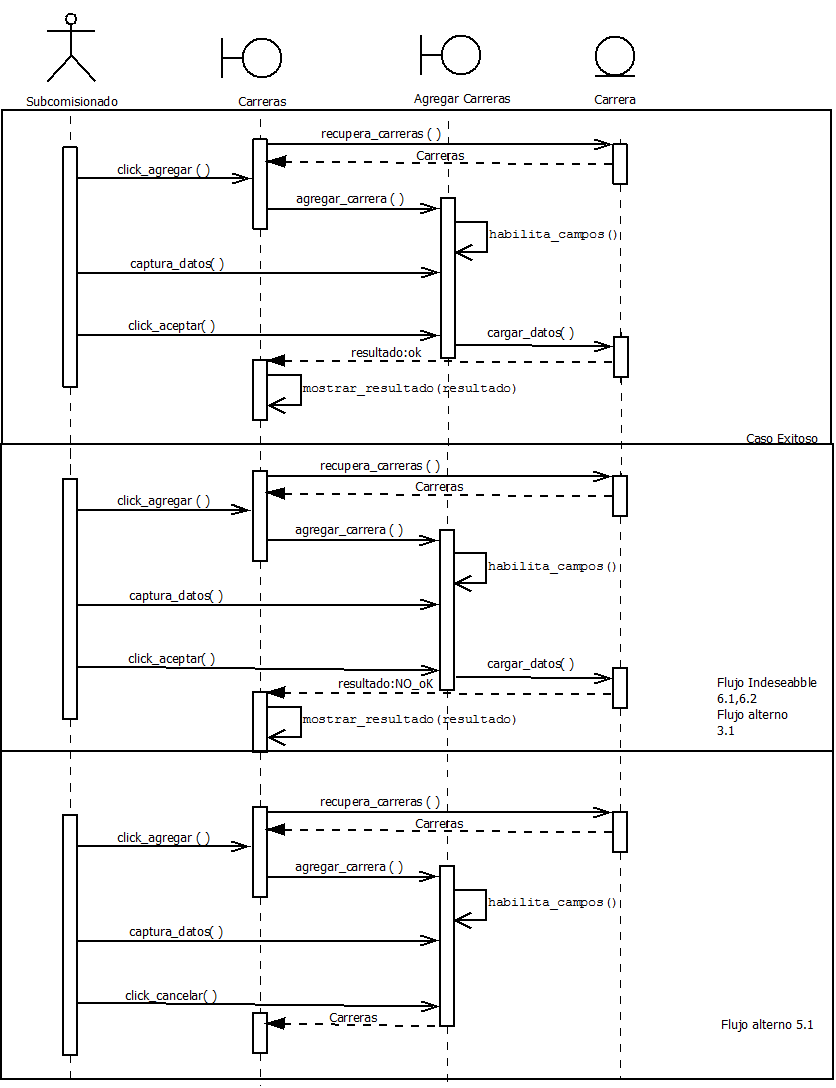 Subcomisionado
Carreras
Agregar Carreras
Carrera
recupera_carreras ( )
Carreras
click_agregar ( )
agregar_carrera ( )
habilita_campos()
captura_datos( )
click_aceptar( )
cargar_datos( )
resultado:ok
mostrar_resultado(resultado)
Caso Exitoso
recupera_carreras ( )
Carreras
click_agregar ( )
agregar_carrera ( )
habilita_campos()
captura_datos( )
click_aceptar( )
cargar_datos( )
resultado:NO_oK
mostrar_resultado(resultado)
Flujo Indeseabble
6.1,6.2
Flujo alterno
3.1
recupera_carreras ( )
Carreras
click_agregar ( )
agregar_carrera ( )
habilita_campos()
captura_datos( )
click_cancelar( )
Carreras
Flujo alterno 5.1